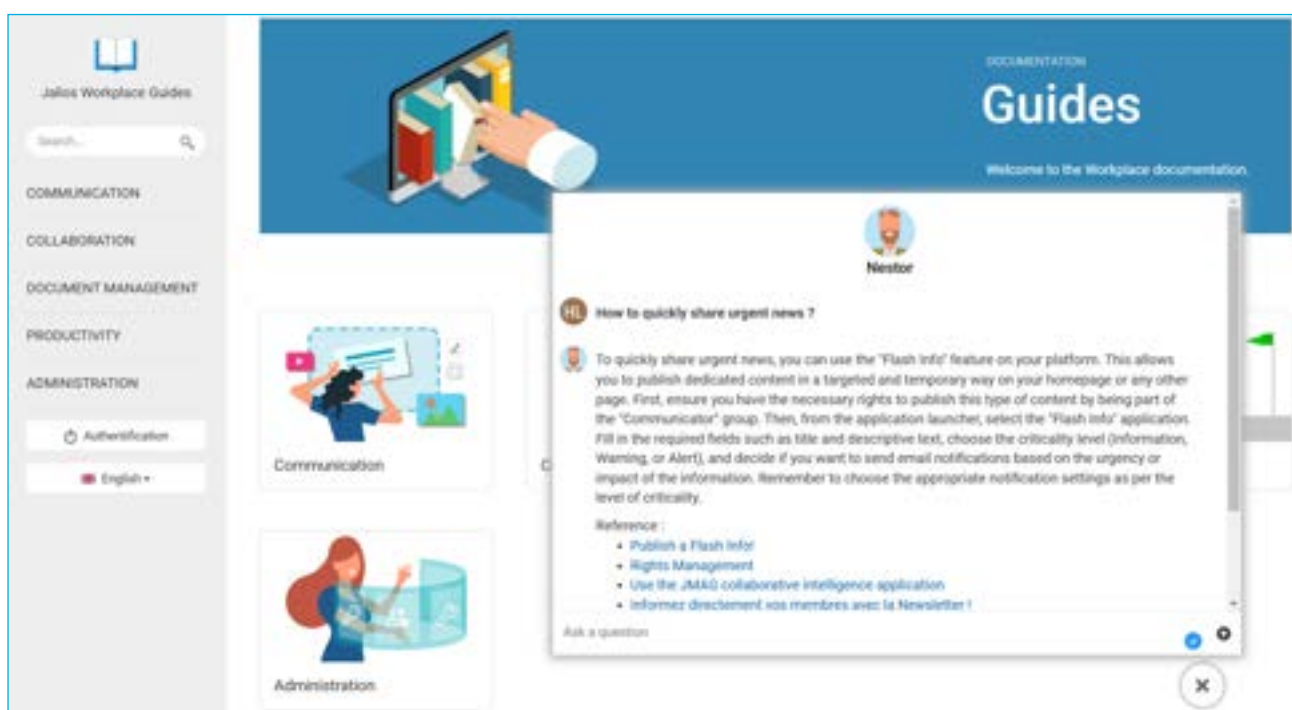 Jalios Workplace Guides
Search...
COMMUNICATION
COLLABORATION
DOCUMENT MANAGEMENT
PRODUCTIVITY
ADMINISTRATION
Authentification
English
DOCUMENTATION
Guides
Welcome to the Workplace documentation.
Communication
C
Administration
Nestor
HL
How to quickly share urgent news ?
To quickly share urgent news, you can use the "Flash Info" feature on your platform. This allows
you to publish dedicated content in a targeted and temporary way on your homepage or any other
page. First, ensure you have the necessary rights to publish this type of content by being part of
the "Communicator" group. Then, from the application launcher, select the "Flash Info" application.
Fill in the required fields such as title and descriptive text, choose the criticality level (Information,
Warning, or Alert), and decide if you want to send email notifications based on the urgency or
impact of the information. Remember to choose the appropriate notification settings as per the
level of criticality.
Reference :
• Publish a Flash Info!
• Rights Management
• Use the JMAG collaborative intelligence application
• Informez directement vos membres avec la Newsletter !
Ask a question